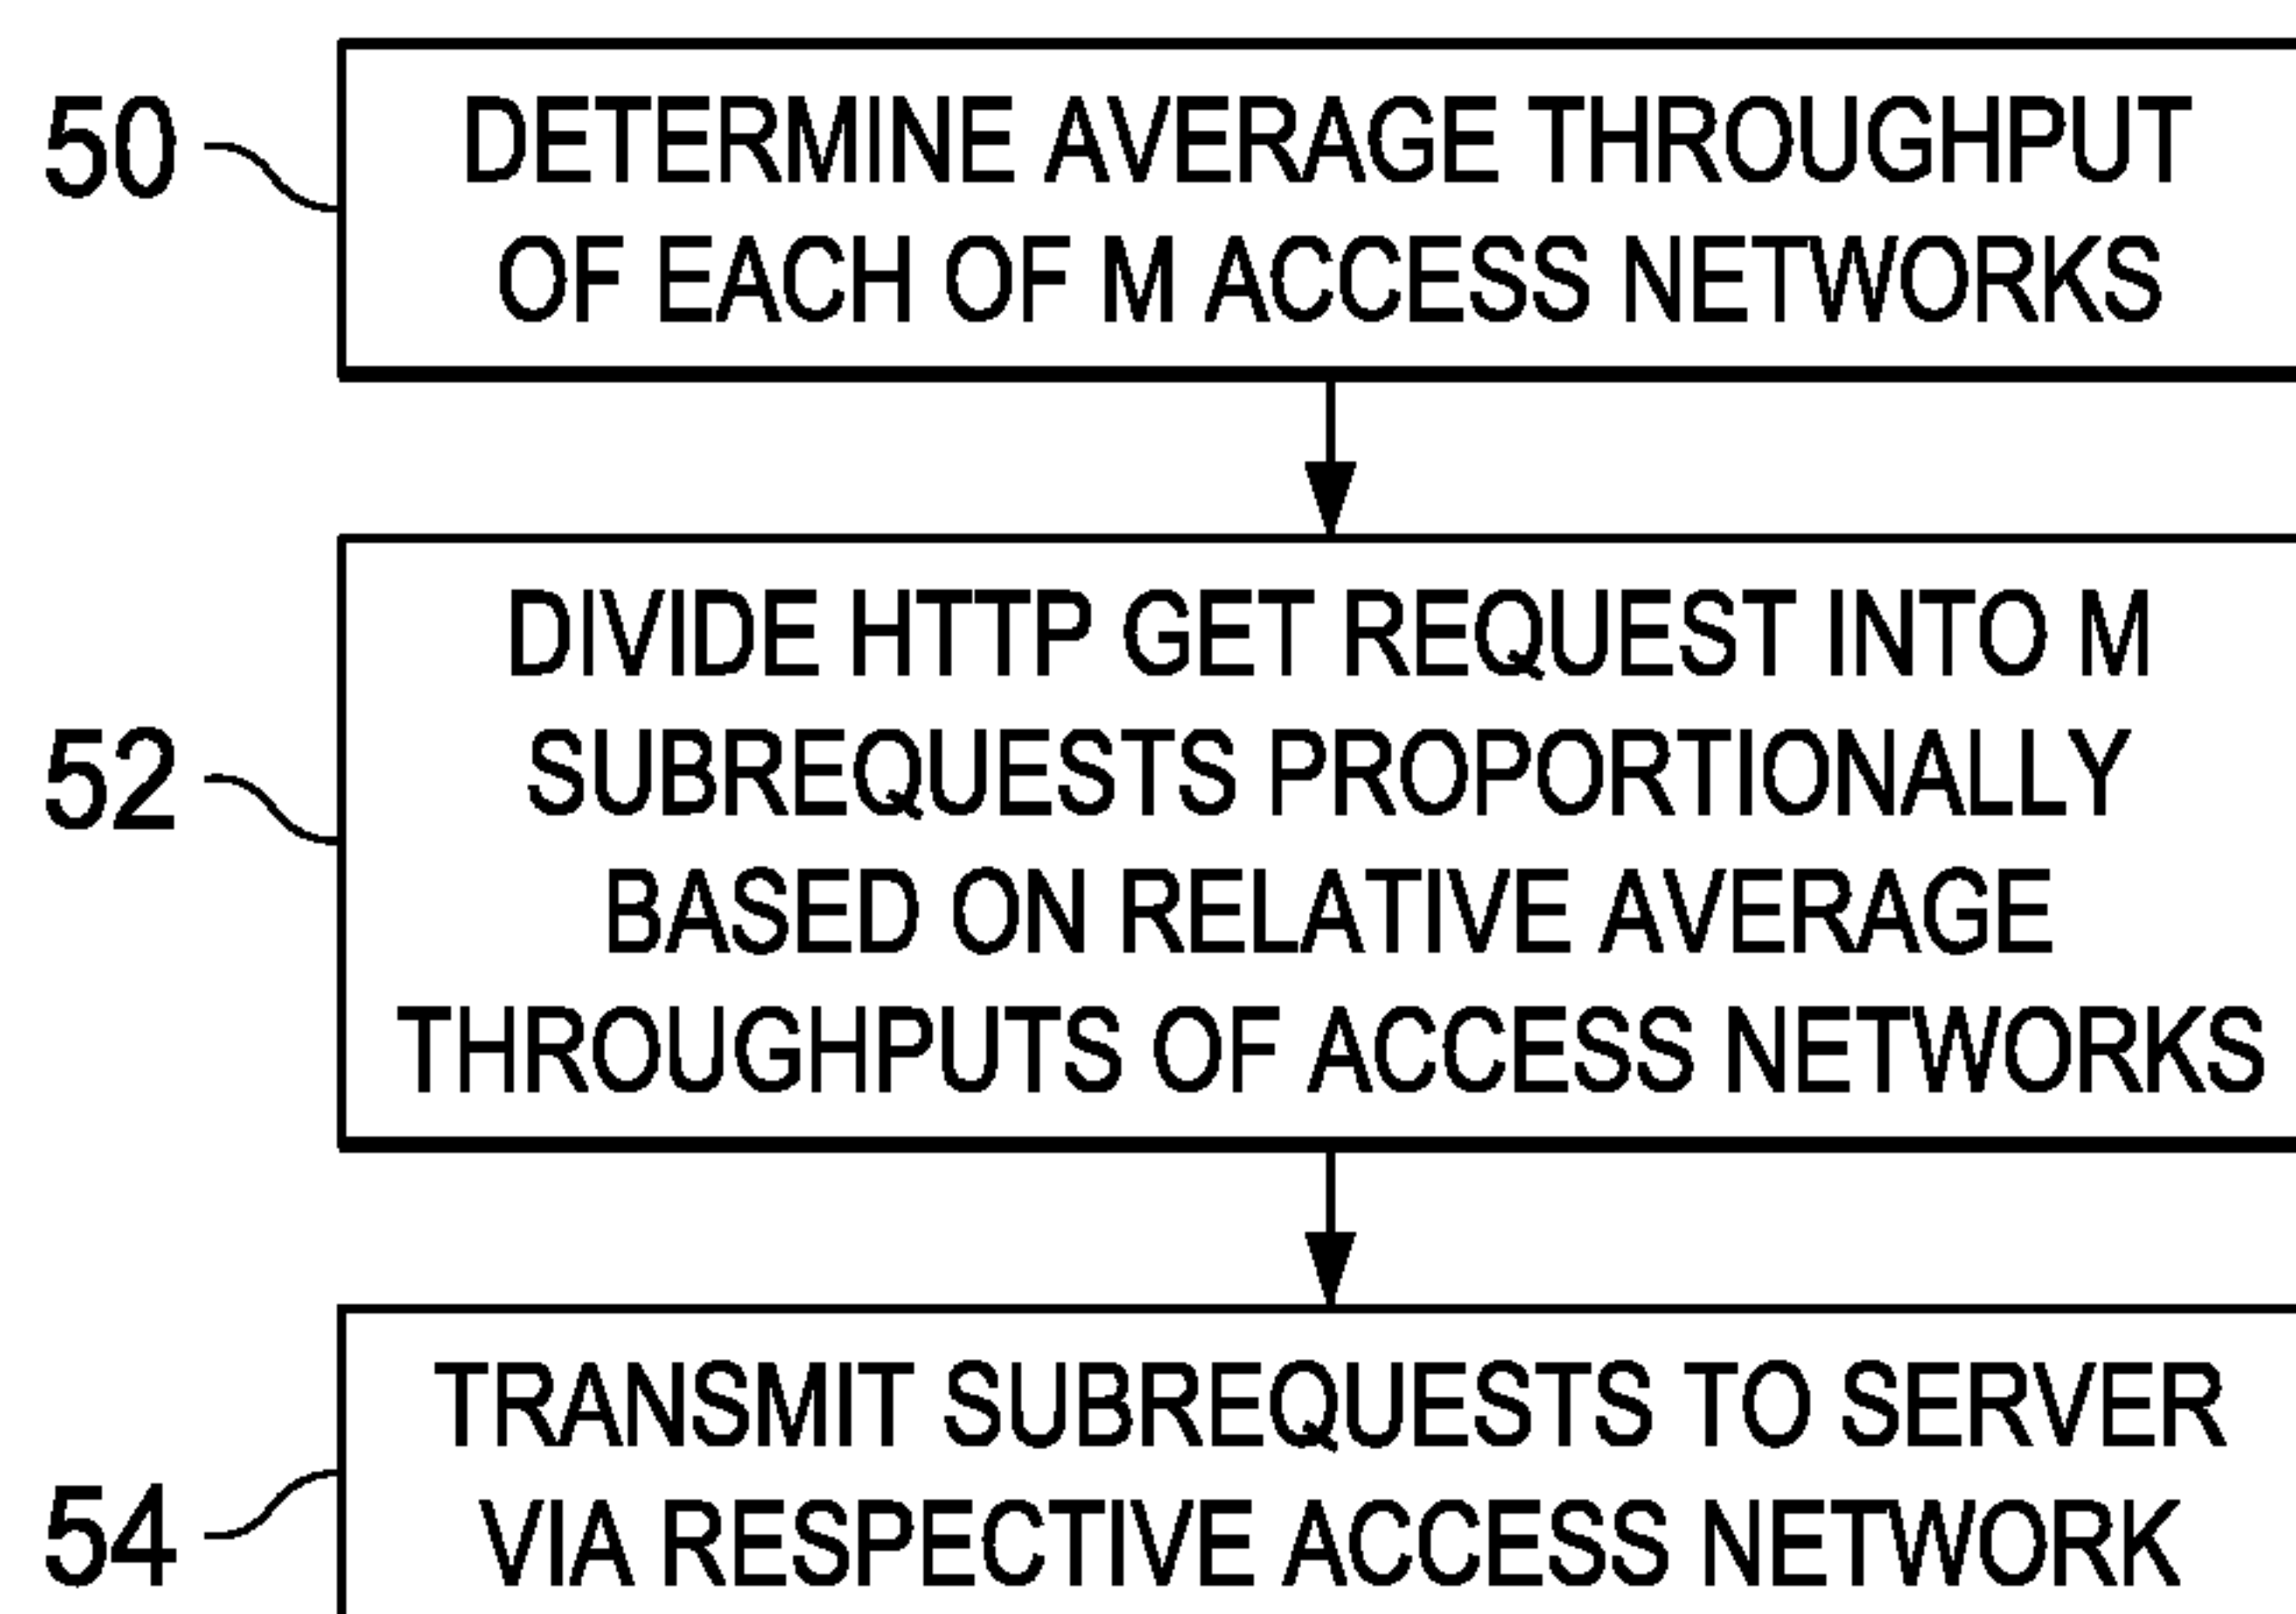 50
DETERMINE AVERAGE THROUGHPUT
OF EACH OF M ACCESS NETWORKS
52
DIVIDE HTTP GET REQUEST INTO M
SUBREQUESTS PROPORTIONALLY
BASED ON RELATIVE AVERAGE
THROUGHPUTS OF ACCESS NETWORKS
54
TRANSMIT SUBREQUESTS TO SERVER
VIA RESPECTIVE ACCESS NETWORK